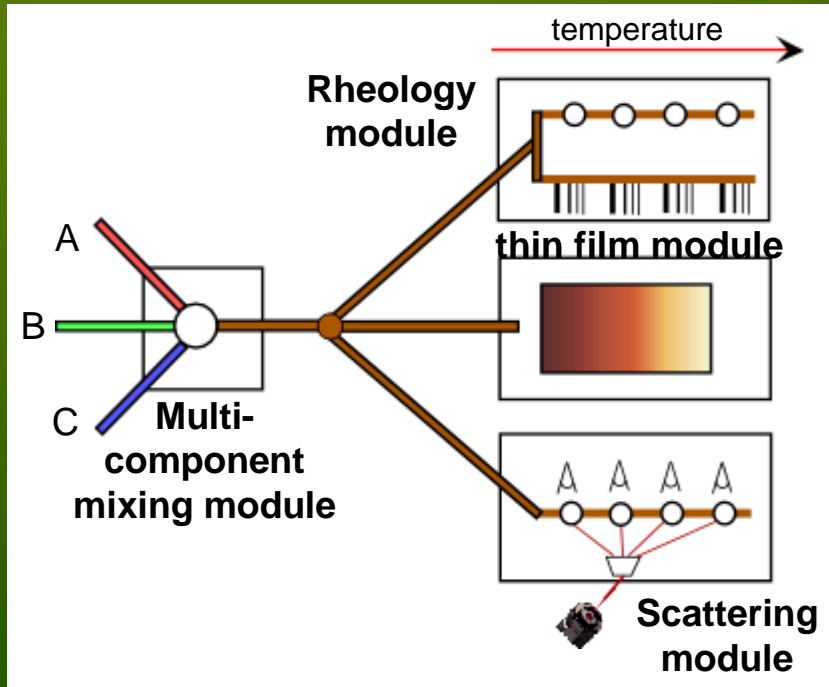 temperature
Rheology
module
thin film module
A
B
C
Multi-
component
mixing module
Scattering
module